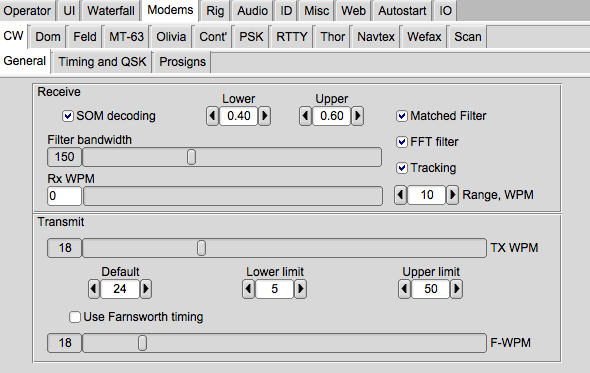 Operator UI Waterfall Modems Rig Audio ID Misc Web Autostart IO
CW Dom Feld MT-63 Olivia Cont' PSK RTTY Thor Navtex Wefax Scan
General Timing and QSK Prosigns
Receive
Lower Upper
SOM decoding 0.40 0.60 Matched Filter
Filter bandwidth FFT filter
150
Tracking
Rx WPM
0 10 Range, WPM
Transmit
18 TX WPM
Default Lower limit Upper limit
24 5 50
Use Farnsworth timing
18 F-WPM